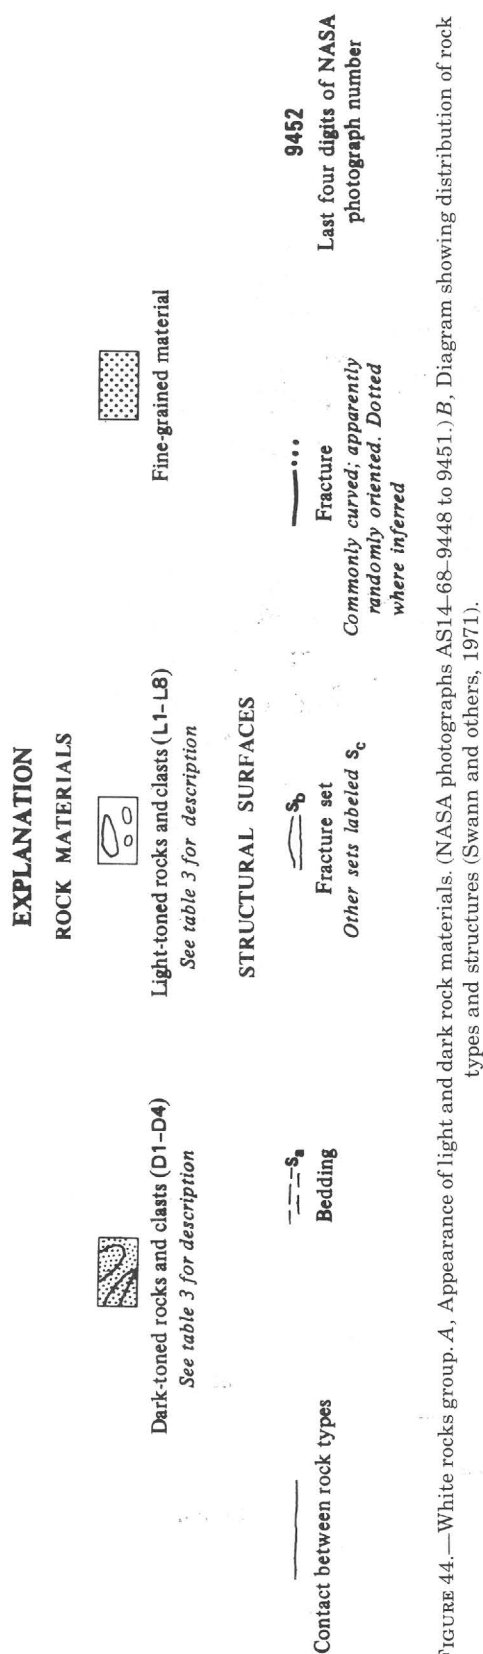 EXPLANATION
ROCK MATERIALS
Dark-toned rocks and clasts (D1–D4)
See table 3 for description
Light-toned rocks and clasts (L1–L8)
See table 3 for description
Fine-grained material
STRUCTURAL SURFACES
Contact between rock types
Sa
Bedding
Sb
Fracture set
Other sets labeled Sc
Fracture
Commonly curved; apparently
randomly oriented. Dotted
where inferred
9452
Last four digits of NASA
photograph number
FIGURE 44.—White rocks group. A, Appearance of light and dark rock materials. (NASA photographs AS14–68–9448 to 9451.) B, Diagram showing distribution of rock
types and structures (Swann and others, 1971).